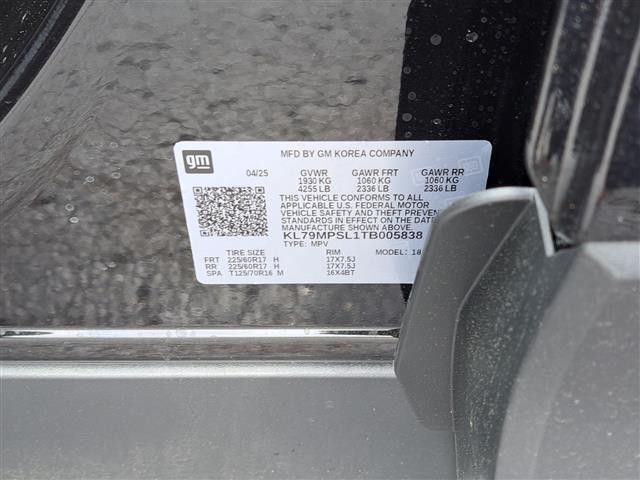 gm
MFD BY GM KOREA COMPANY
04/25 GVWR GAWR FRT GAWR RR
1930 KG 1060 KG 1060 KG
4255 LB 2336 LB 2336 LB
THIS VEHICLE CONFORMS TO ALL
APPLICABLE U.S. FEDERAL MOTOR
VEHICLE SAFETY AND THEFT PREVENT
STANDARDS IN EFFECT ON THE DATE
MANUFACTURE SHOWN ABOVE.
KL79MPSL1TB005838
TYPE: MPV
TIRE SIZE RIM MODEL: 18
FRT 225/60R17 H 17X7.5J
RR 225/60R17 H 17X7.5J
SPA T125/70R16 M 16X4BT